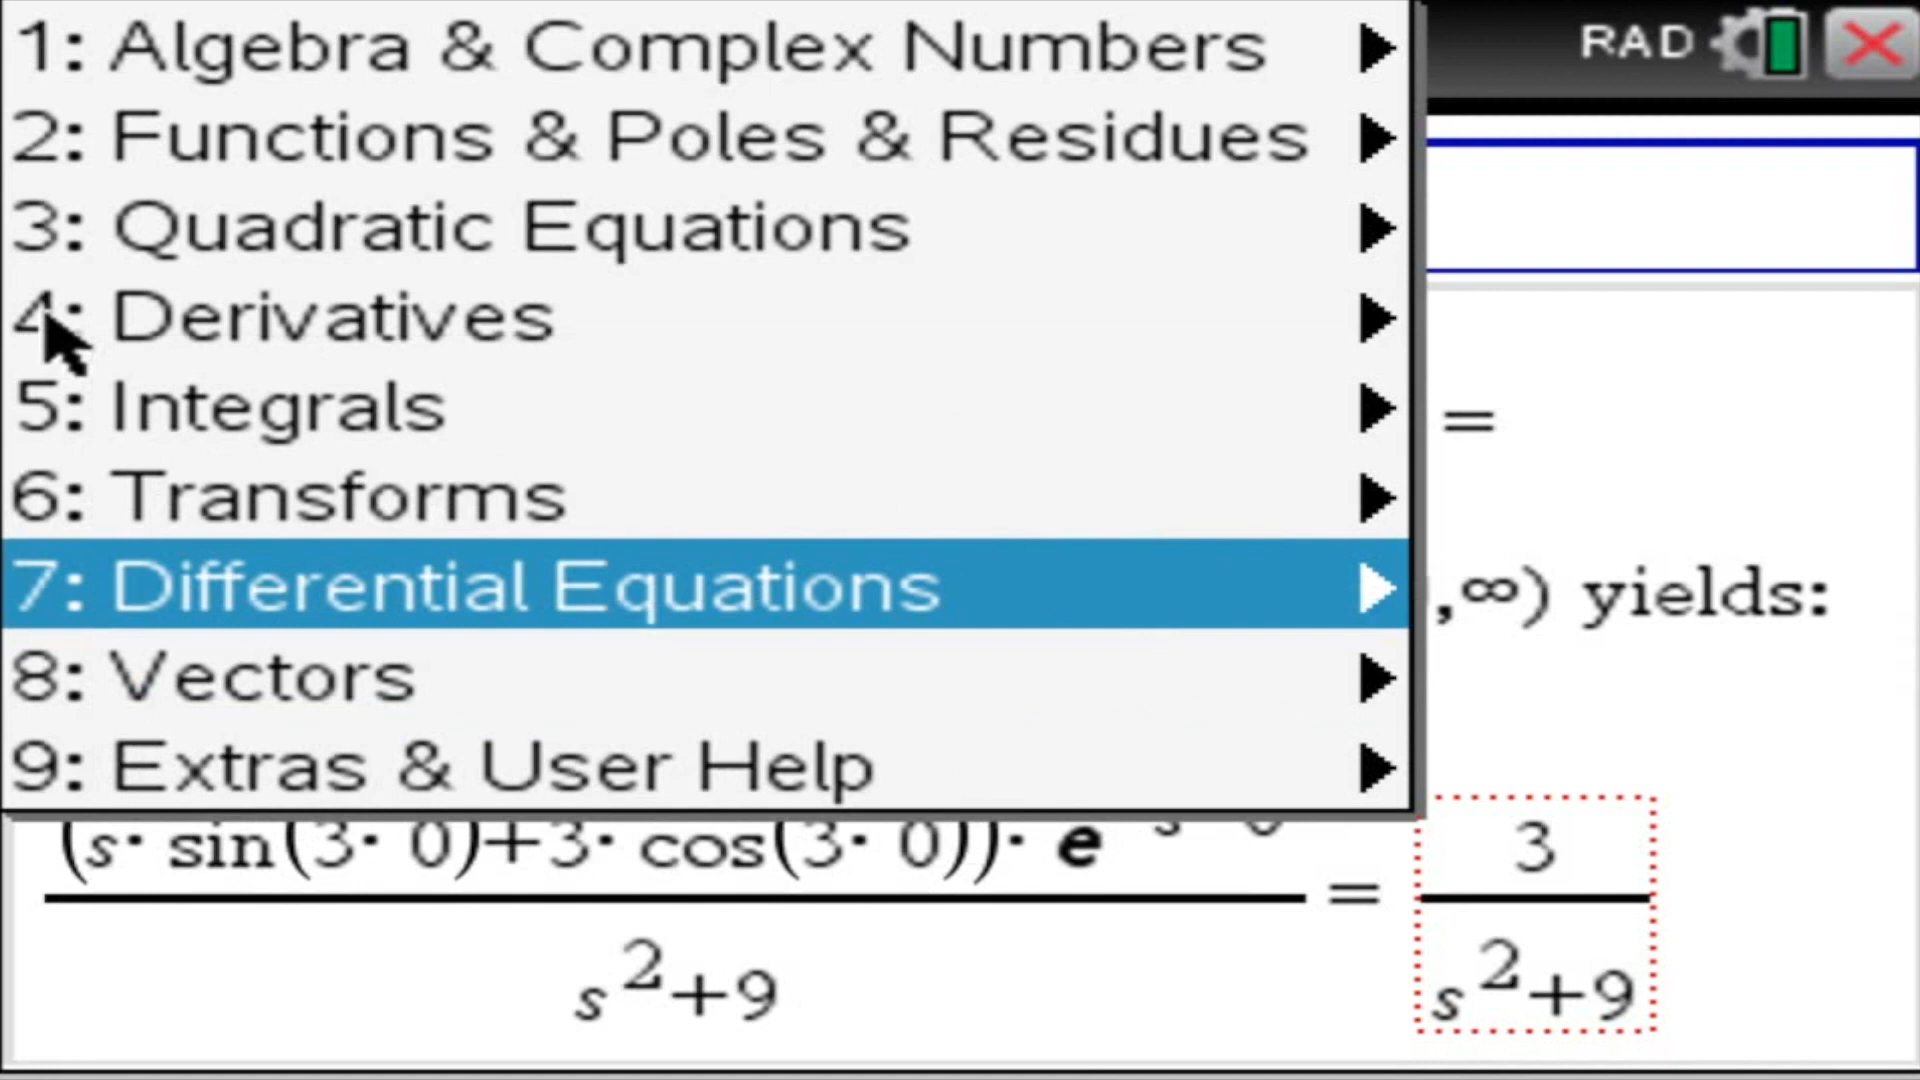 1: Algebra & Complex Numbers
RAD
2: Functions & Poles & Residues
3: Quadratic Equations
4: Derivatives
5: Integrals
=
6: Transforms
7: Differential Equations
,∞) yields:
8: Vectors
9: Extras & User Help
(s· sin(3· 0)+3· cos(3· 0))· e
3
=
s²+9
s²+9